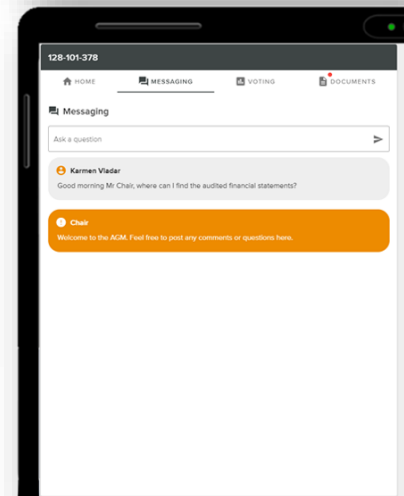 128-101-378
HOME MESSAGING VOTING DOCUMENTS
Messaging
Ask a question
Karmen Vladar
Good morning Mr Chair, where can I find the audited financial statements?
Chair
Welcome to the AGM. Feel free to post any comments or questions here.